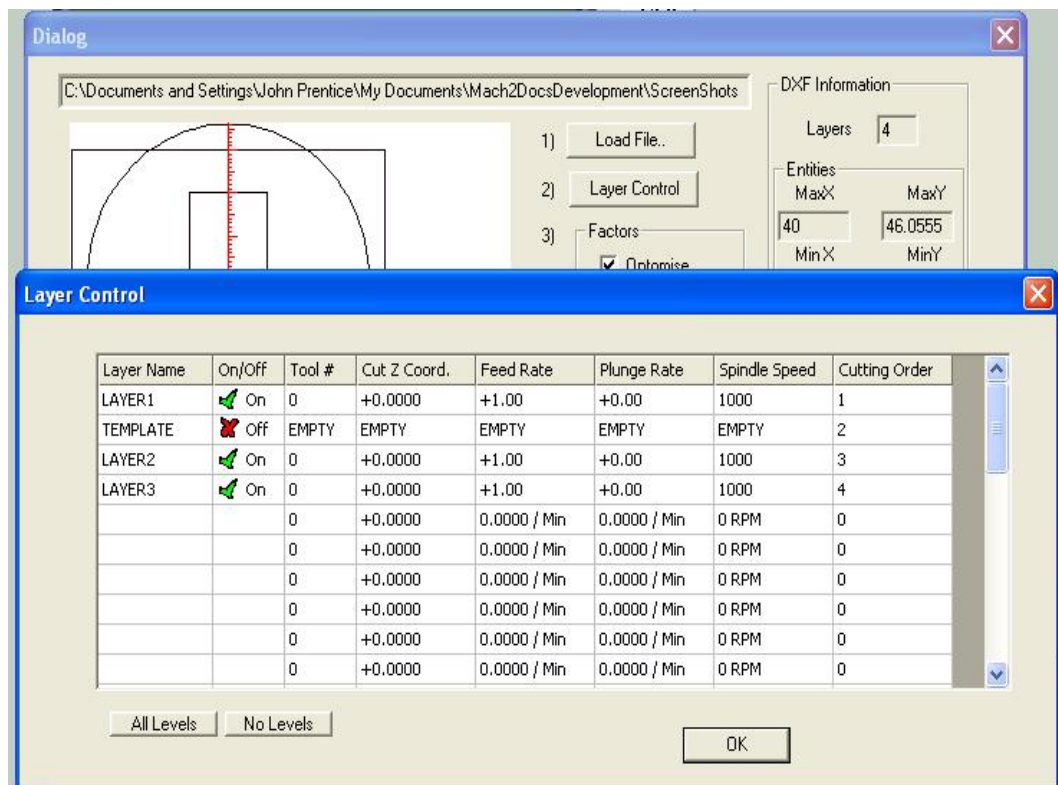 Dialog
C:\Documents and Settings\John Prentice\My Documents\Mach2DocsDevelopment\ScreenShots
DXF Information
1) Load File..
Layers 4
2) Layer Control
Entities
MaxX MaxY
3) Factors
40 46.0555
Optomise
Min X MinY
Layer Control
Layer Name On/Off Tool # Cut Z Coord. Feed Rate Plunge Rate Spindle Speed Cutting Order
LAYER1 On 0 +0.0000 +1.00 +0.00 1000 1
TEMPLATE Off EMPTY EMPTY EMPTY EMPTY EMPTY 2
LAYER2 On 0 +0.0000 +1.00 +0.00 1000 3
LAYER3 On 0 +0.0000 +1.00 +0.00 1000 4
0 +0.0000 0.0000 / Min 0.0000 / Min 0 RPM 0
0 +0.0000 0.0000 / Min 0.0000 / Min 0 RPM 0
0 +0.0000 0.0000 / Min 0.0000 / Min 0 RPM 0
0 +0.0000 0.0000 / Min 0.0000 / Min 0 RPM 0
0 +0.0000 0.0000 / Min 0.0000 / Min 0 RPM 0
0 +0.0000 0.0000 / Min 0.0000 / Min 0 RPM 0
All Levels No Levels
OK